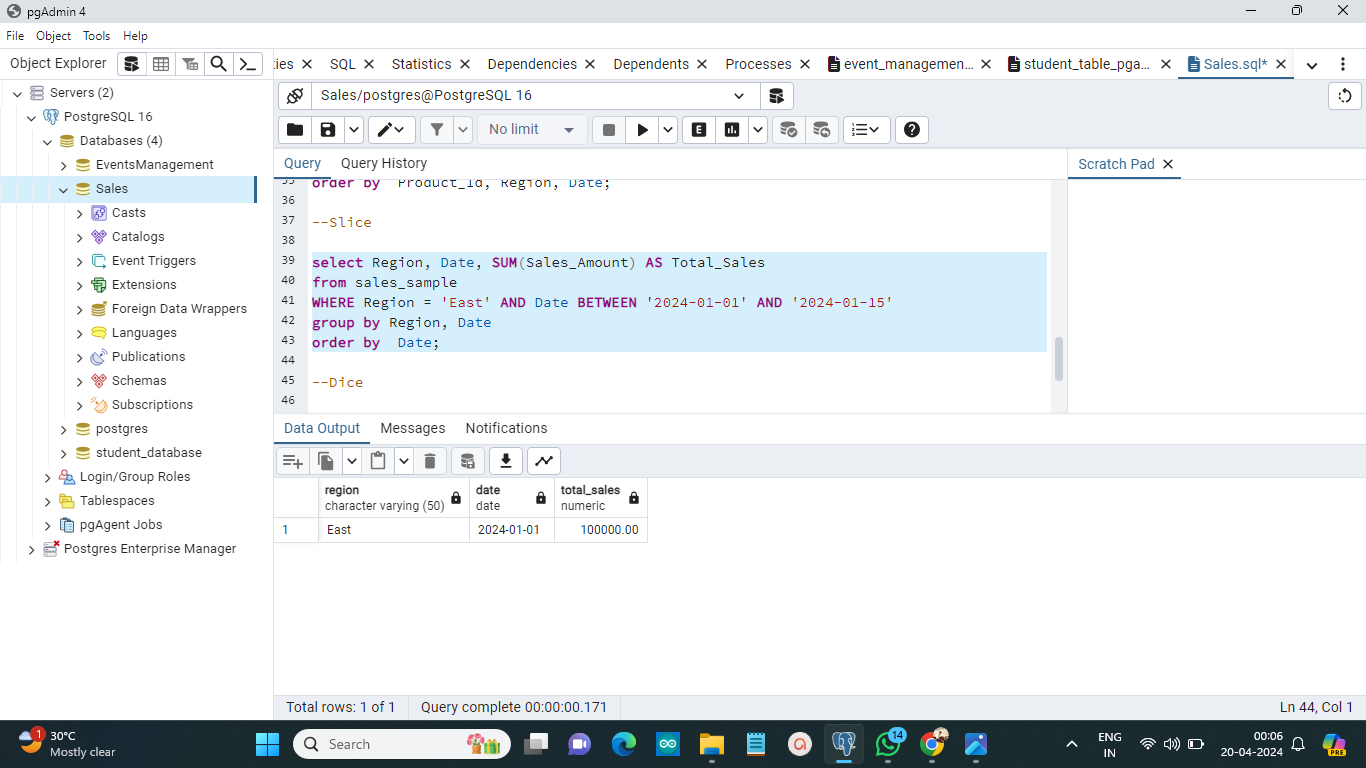 pgAdmin 4
File Object Tools Help
Object Explorer
ties SQL Statistics Dependencies Dependents Processes event_managemen... student_table_pga... Sales.sql*
Servers (2)
PostgreSQL 16
Databases (4)
EventsManagement
Sales
Casts
Catalogs
Event Triggers
Extensions
Foreign Data Wrappers
Languages
Publications
Schemas
Subscriptions
postgres
student_database
Login/Group Roles
Tablespaces
pgAgent Jobs
Postgres Enterprise Manager
Sales/postgres@PostgreSQL 16
No limit
E
Query Query History
Scratch Pad
35 order by Product_Id, Region, Date;
36
37 --Slice
38
39 select Region, Date, SUM(Sales_Amount) AS Total_Sales
40 from sales_sample
41 WHERE Region = 'East' AND Date BETWEEN '2024-01-01' AND '2024-01-15'
42 group by Region, Date
43 order by Date;
44
45 --Dice
46
Data Output Messages Notifications
region date total_sales
character varying (50) date numeric
1 East 2024-01-01 100000.00
Total rows: 1 of 1 Query complete 00:00:00.171 Ln 44, Col 1
1
30°C
Mostly clear
Search
14
ENG
IN
00:06
20-04-2024
PRE